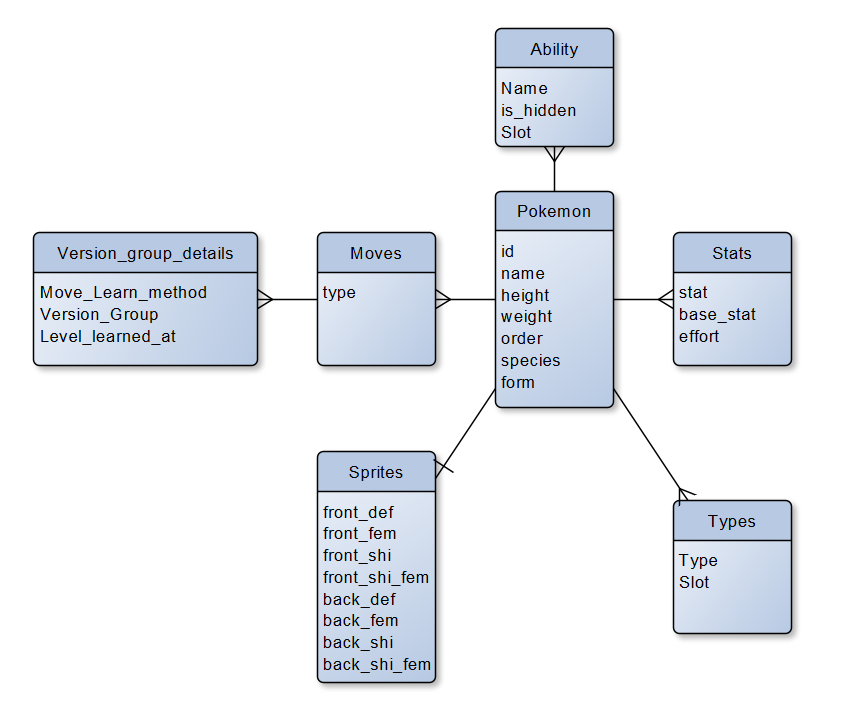 Ability
Name
is_hidden
Slot
Pokemon
id
name
height
weight
order
species
form
Version_group_details
Move_Learn_method
Version_Group
Level_learned_at
Moves
type
Stats
stat
base_stat
effort
Sprites
front_def
front_fem
front_shi
front_shi_fem
back_def
back_fem
back_shi
back_shi_fem
Types
Type
Slot